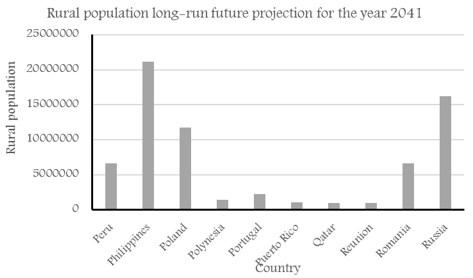 Rural population long-run future projection for the year 2041
Rural population
25000000
20000000
15000000
10000000
5000000
0
Peru
Philippines
Poland
Polynesia
Portugal
Puerto Rico
Qatar
Reunion
Romania
Russia
Country